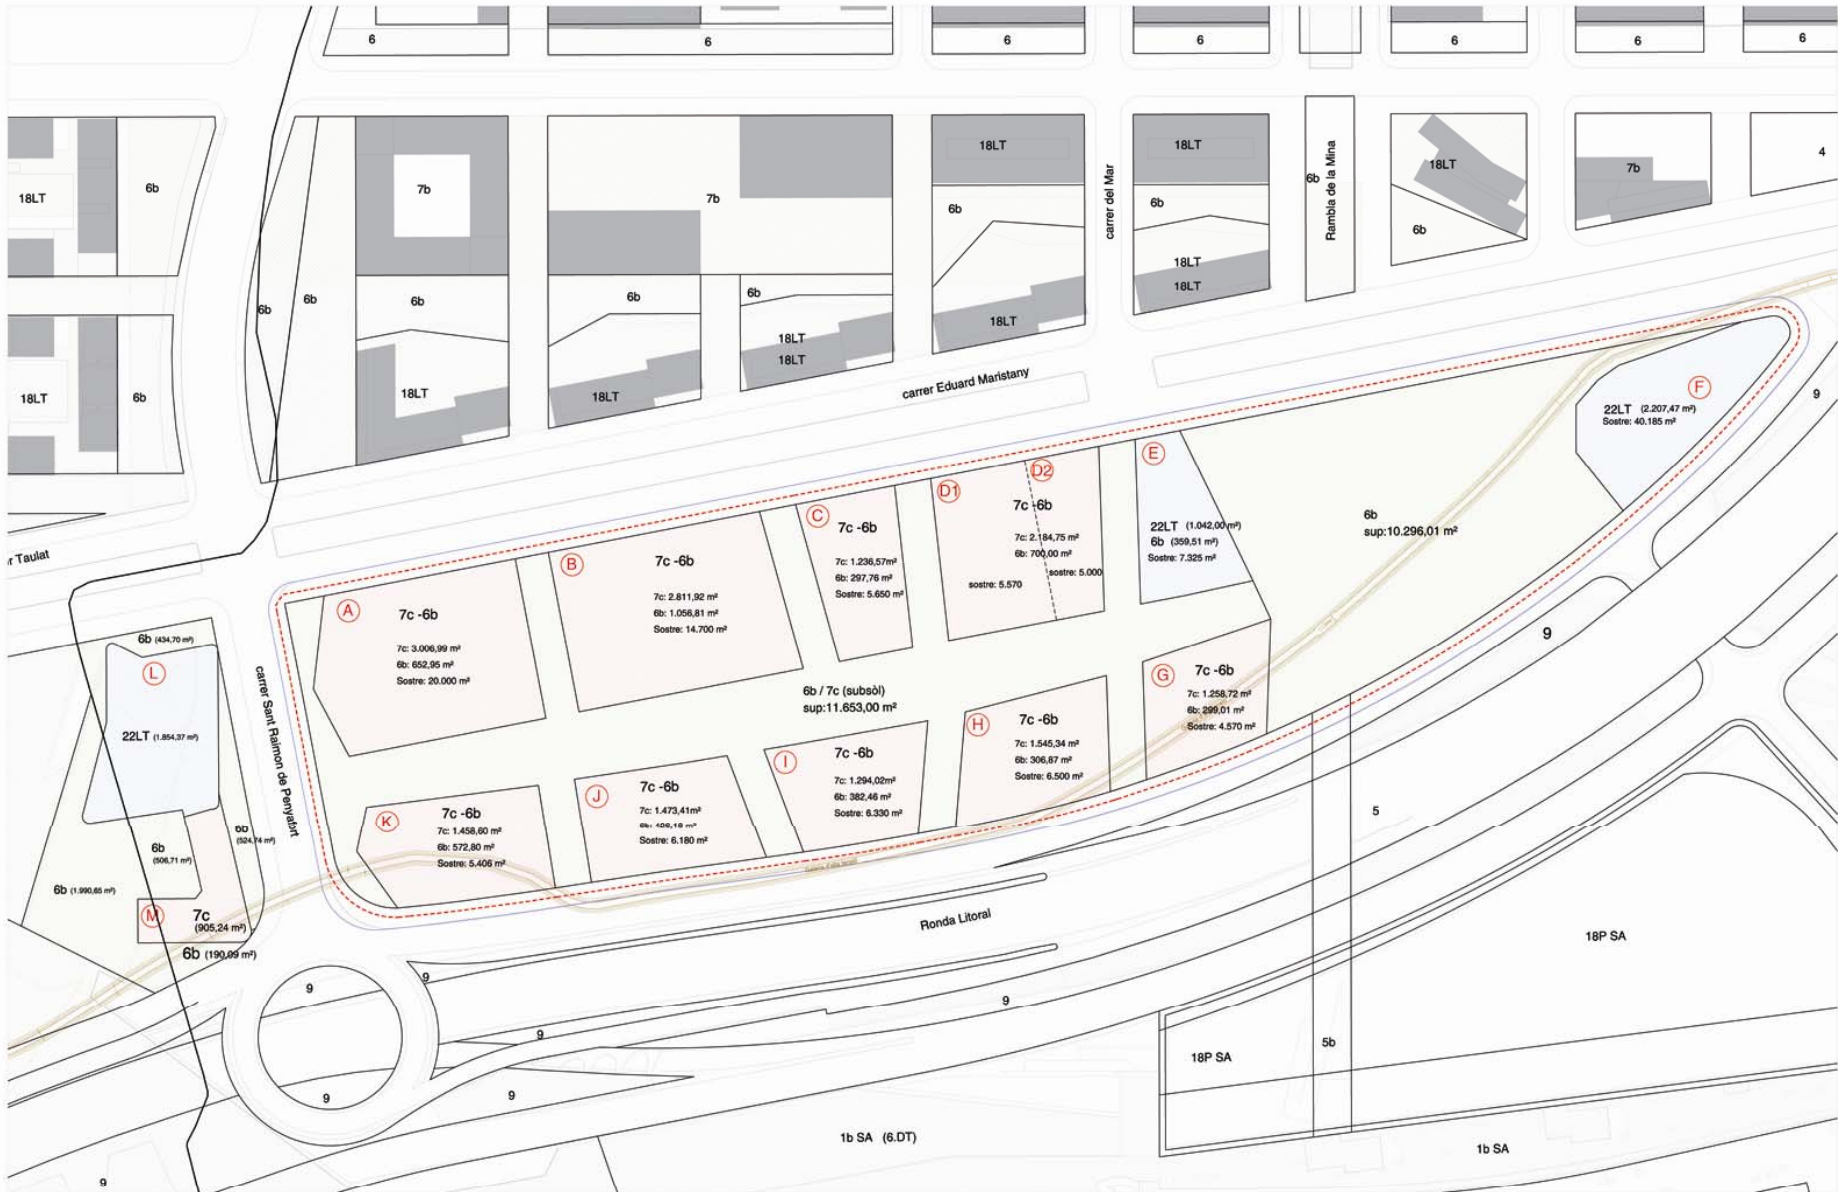 6
6
6
6
6
6
6
18LT
6b
7b
7b
18LT
6b
carrer del Mar
18LT
6b
18LT
18LT
6b
Rambla de la Mina
18LT
6b
7b
4
6b
6b
6b
6b
6b
18LT
18LT
18LT
18LT
18LT
18LT
6b
18LT
carrer Eduard Maristany
r Taulat
F
22LT (2.207,47 m²)
Sostre: 40.185 m²
9
A
7c -6b
7c: 3.006,99 m²
6b: 652,95 m²
Sostre: 20.000 m²
B
7c -6b
7c: 2.811,92 m²
6b: 1.056,81 m²
Sostre: 14.700 m²
C
7c -6b
7c: 1.236,57m²
6b: 297,76 m²
Sostre: 5.650 m²
D1
D2
7c -6b
7c: 2.184,75 m²
6b: 700,00 m²
sostre: 5.570
sostre: 5.000
E
22LT (1.042,00 m²)
6b (359,51 m²)
Sostre: 7.325 m²
6b
sup:10.296,01 m²
9
6b (434,70 m²)
L
22LT (1.854,37 m²)
carrer Sant Raimon de Penyafort
6b / 7c (subsòl)
sup:11.653,00 m²
G
7c -6b
7c: 1.258,72 m²
6b: 299,01 m²
Sostre: 4.570 m²
H
7c -6b
7c: 1.545,34 m²
6b: 306,87 m²
Sostre: 6.500 m²
I
7c -6b
7c: 1.294,02m²
6b: 382,46 m²
Sostre: 6.330 m²
J
7c -6b
7c: 1.473,41m²
Sostre: 6.180 m²
K
7c -6b
7c: 1.458,60 m²
6b: 572,80 m²
Sostre: 5.406 m²
6b
(524,74 m²)
6b
(506,71 m²)
6b (1.990,65 m²)
M
7c
(905,24 m²)
6b (190,09 m²)
5
Ronda Litoral
18P SA
9
9
9
9
18P SA
5b
9
9
1b SA (6.DT)
1b SA
9